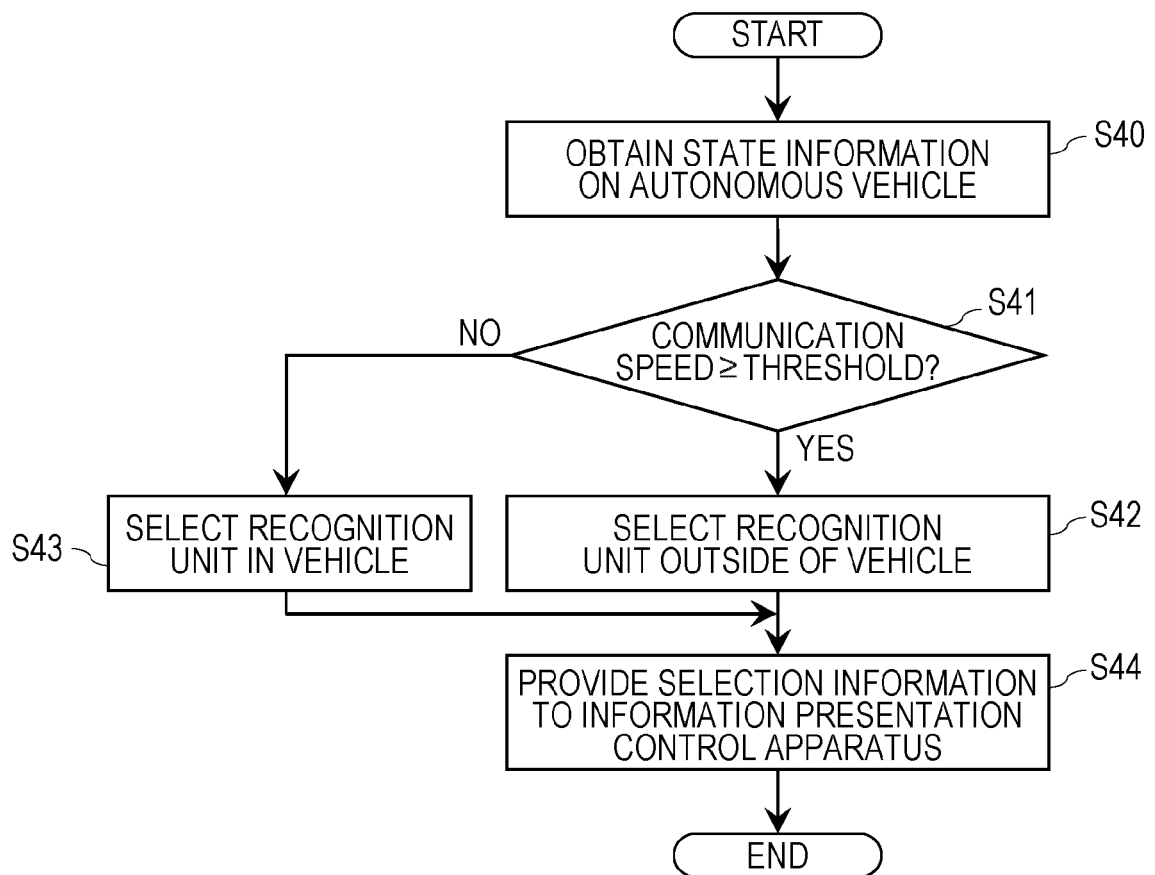 START
OBTAIN STATE INFORMATION
ON AUTONOMOUS VEHICLE
S40
COMMUNICATION
SPEED ≧ THRESHOLD?
S41
NO
YES
SELECT RECOGNITION
UNIT IN VEHICLE
S43
SELECT RECOGNITION
UNIT OUTSIDE OF VEHICLE
S42
PROVIDE SELECTION INFORMATION
TO INFORMATION PRESENTATION
CONTROL APPARATUS
S44
END